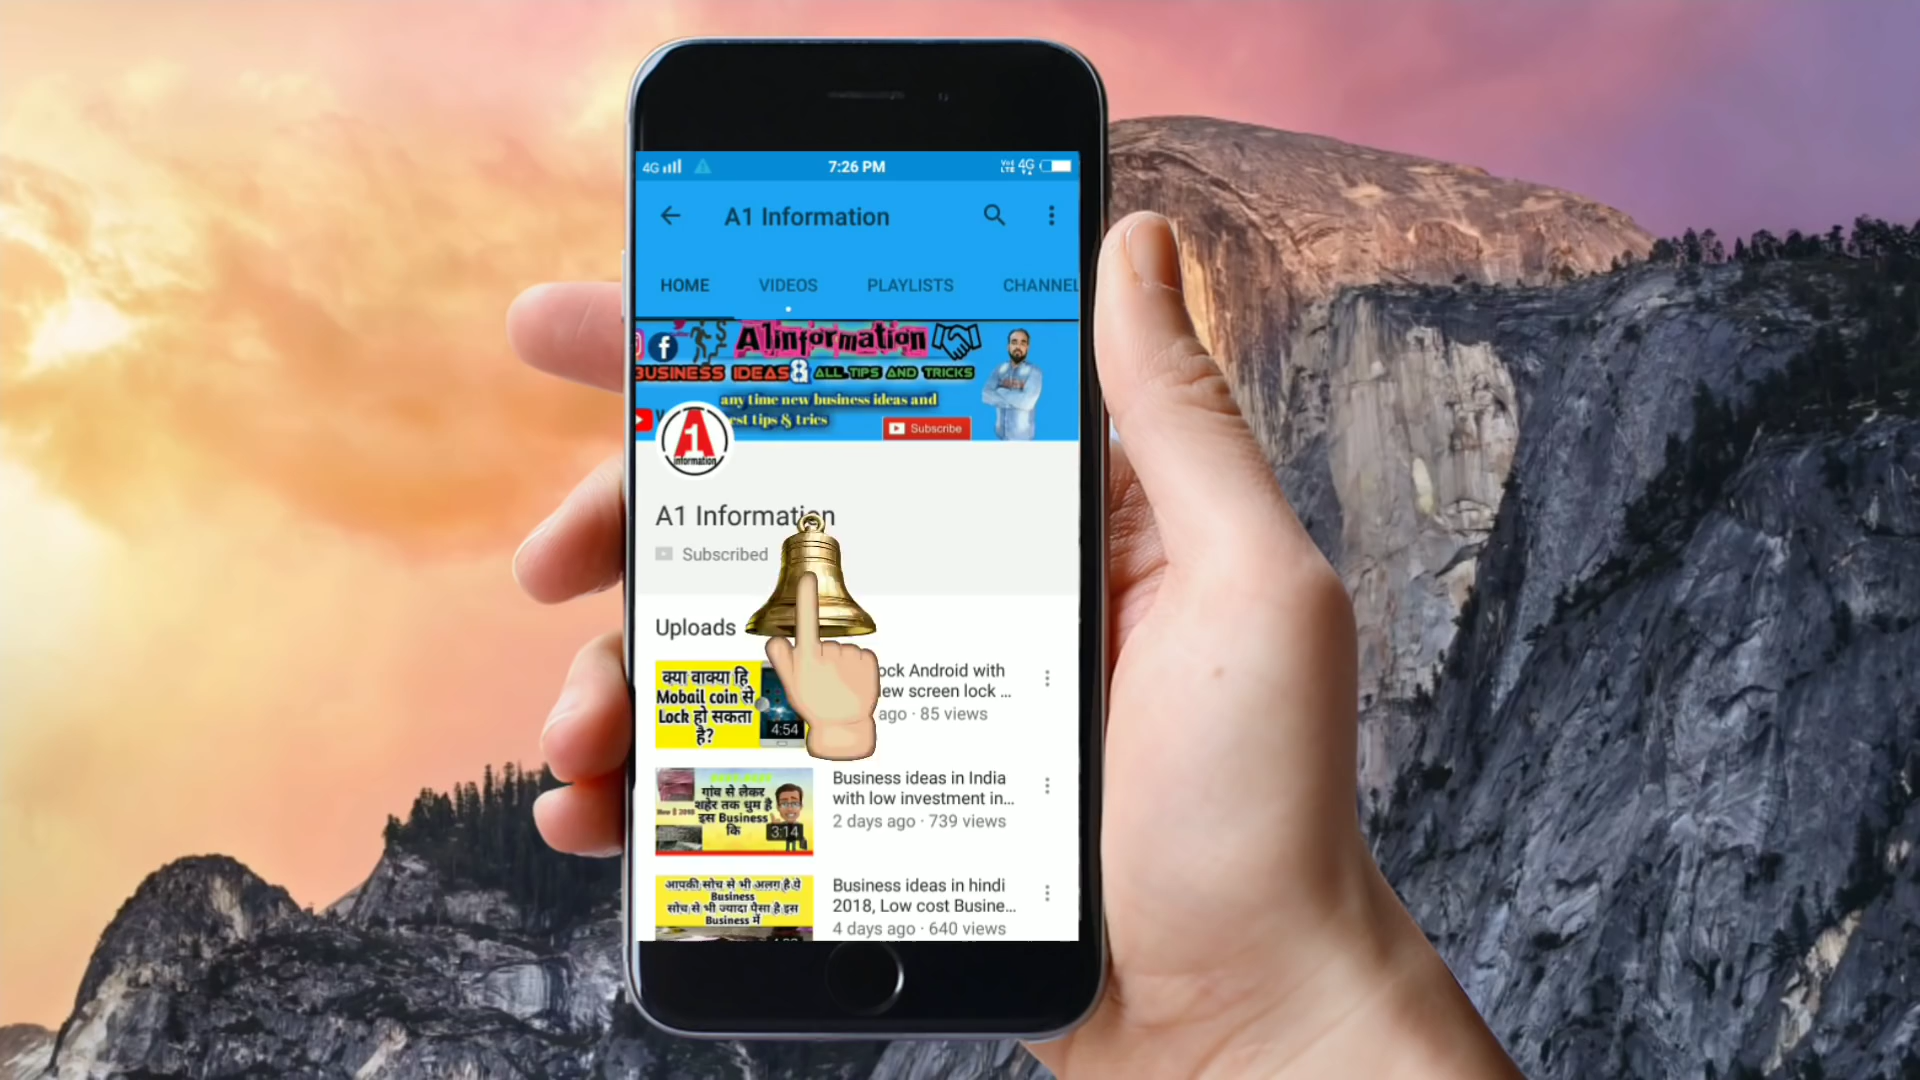 4G
7:26 PM
VoLTE 4G
A1 Information
HOME VIDEOS PLAYLISTS CHANNEL
A1information
BUSINESS IDEAS & ALL TIPS AND TRICKS
any time new business ideas and
est tips & trics
Subscribe
A1
information
A1 Information
Subscribed
Uploads
क्या वाक्या हि
Mobail coin से
Lock हो सकता
है?
4:54
ock Android with
ew screen lock ...
ago · 85 views
गांव से लेकर
शहेर तक धुम है
इस Business
कि
3:14
Business ideas in India
with low investment in...
2 days ago · 739 views
आपकी सोच से भी अलग है ये
Business
सोच से भी ज्यादा पैसा है इस
Business में
Business ideas in hindi
2018, Low cost Busine...
4 days ago · 640 views